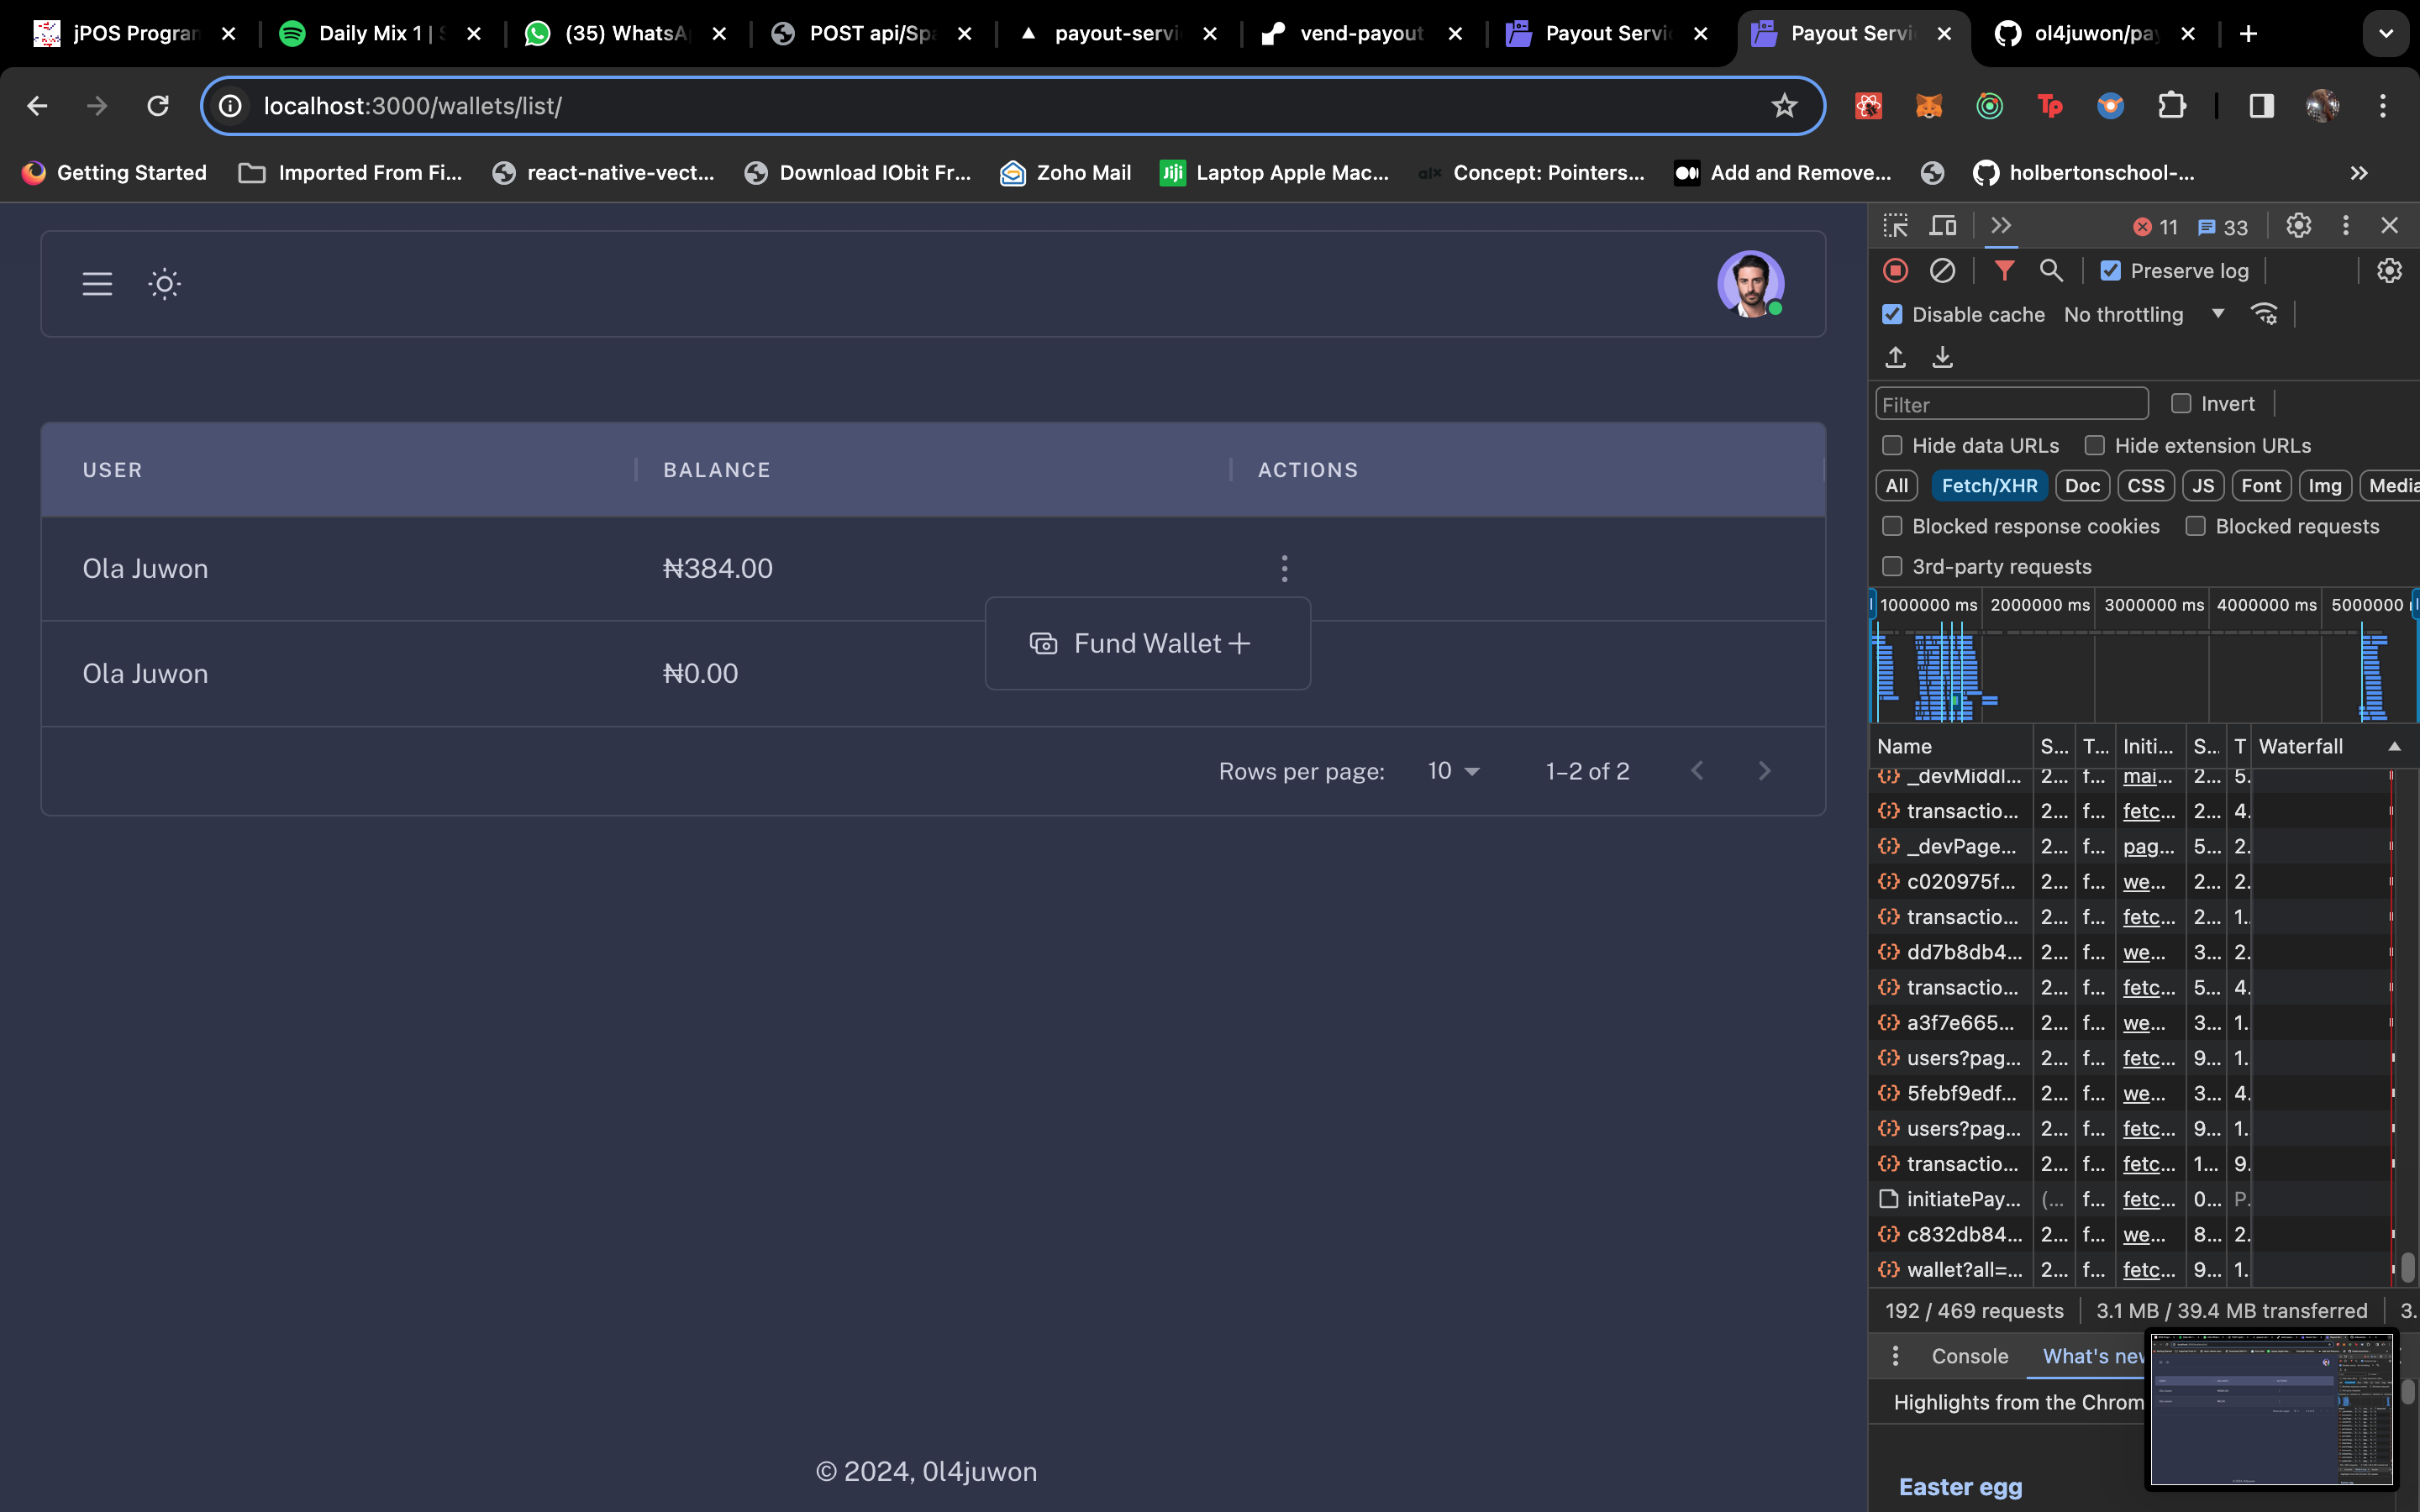 jPOS Progran
Daily Mix 1 | S
(35) WhatsA
POST api/Spa
payout-servi
vend-payout
Payout Servi
Payout Servi
ol4juwon/pay
localhost:3000/wallets/list/
Tp
Getting Started
Imported From Fi...
react-native-vect...
Download IObit Fr...
Zoho Mail
Jiji
Laptop Apple Mac...
alx
Concept: Pointers...
Add and Remove...
holbertonschool-...
USER BALANCE ACTIONS
Ola Juwon ₦384.00
Fund Wallet
Ola Juwon ₦0.00
Rows per page: 10 1–2 of 2
© 2024, 0l4juwon
11 33
Preserve log
Disable cache No throttling
Filter Invert
Hide data URLs Hide extension URLs
All Fetch/XHR Doc CSS JS Font Img Media
Blocked response cookies Blocked requests
3rd-party requests
1000000 ms 2000000 ms 3000000 ms 4000000 ms 5000000
Name S... T... Initi... S... T Waterfall
_devMiddl... 2... f... mai... 2... 5.
transactio... 2... f... fetc... 2... 4.
_devPage... 2... f... pag... 5... 2.
c020975f... 2... f... we... 2... 2.
transactio... 2... f... fetc... 2... 1.
dd7b8db4... 2... f... we... 3... 2.
transactio... 2... f... fetc... 5... 4.
a3f7e665... 2... f... we... 3... 1.
users?pag... 2... f... fetc... 9... 1.
5febf9edf... 2... f... we... 3... 4.
users?pag... 2... f... fetc... 9... 1.
transactio... 2... f... fetc... 1... 9.
initiatePay... (... f... fetc... 0... P.
c832db84... 2... f... we... 8... 2.
wallet?all=... 2... f... fetc... 9... 1.
192 / 469 requests 3.1 MB / 39.4 MB transferred 3.
Console What's new
Highlights from the Chrom
Easter egg